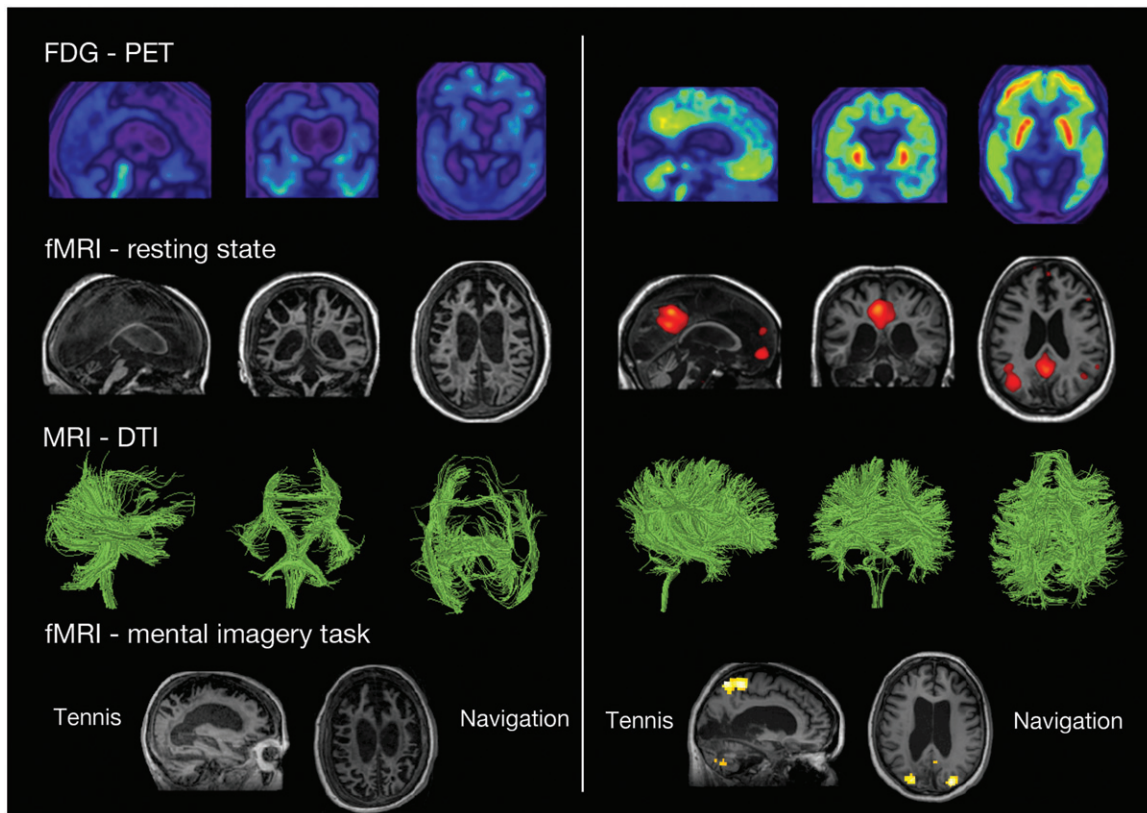 FDG - PET
fMRI - resting state
MRI - DTI
fMRI - mental imagery task
Tennis
Navigation
Tennis
Navigation